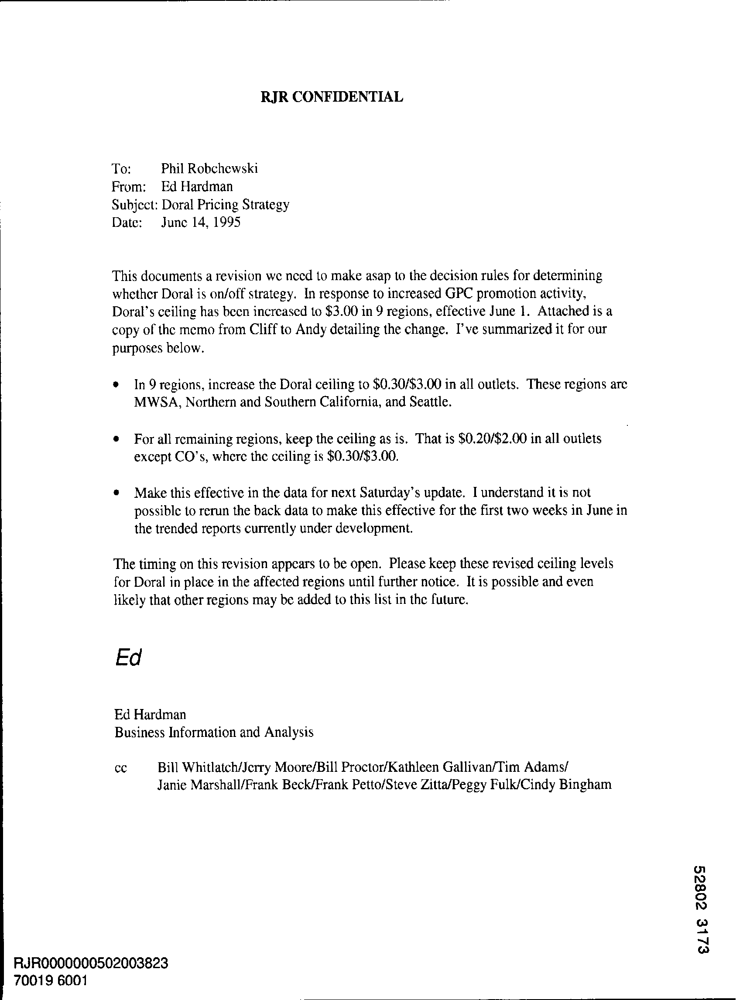 RJR CONFIDENTIAL
To: Phil Robchewski
From: Ed Hardman
Subject: Doral Pricing Strategy
Date: June 14, 1995
This documents a revision we need to make asap to the decision rules for determining
whether Doral is on/off strategy. In response to increased GPC promotion activity,
Doral's ceiling has been increased to $3.00 in 9 regions, effective June 1. Attached is a
copy of the memo from Cliff to Andy detailing the change. I've summarized it for our
purposes below.
• In 9 regions, increase the Doral ceiling to $0.30/$3.00 in all outlets. These regions are
MWSA, Northern and Southern California, and Seattle.
• For all remaining regions, keep the ceiling as is. That is $0.20/$2.00 in all outlets
except CO's, where the ceiling is $0.30/$3.00.
• Make this effective in the data for next Saturday's update. I understand it is not
possible to rerun the back data to make this effective for the first two weeks in June in
the trended reports currently under development.
The timing on this revision appears to be open. Please keep these revised ceiling levels
for Doral in place in the affected regions until further notice. It is possible and even
likely that other regions may be added to this list in the future.
Ed
Ed Hardman
Business Information and Analysis
cc Bill Whitlatch/Jerry Moore/Bill Proctor/Kathleen Gallivan/Tim Adams/
Janie Marshall/Frank Beck/Frank Petto/Steve Zitta/Peggy Fulk/Cindy Bingham
52802 3173
RJR0000000502003823
70019 6001